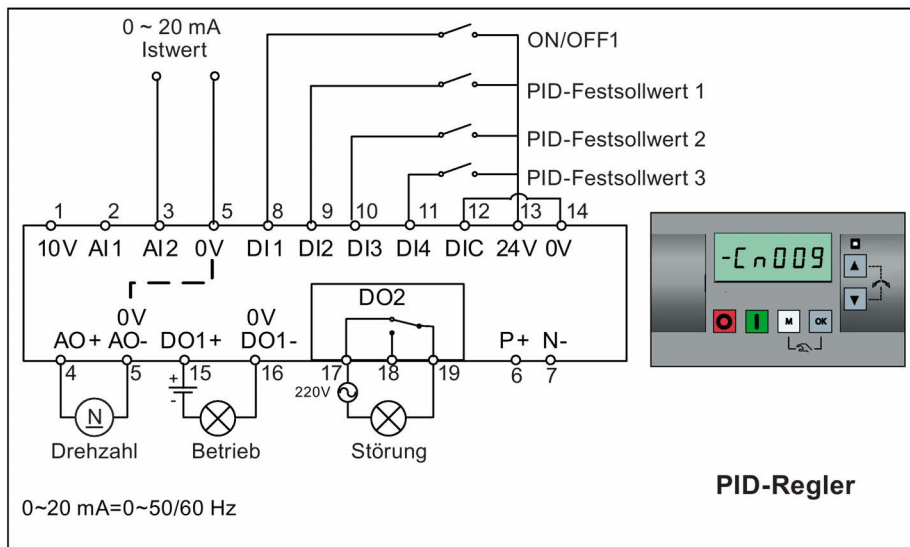 0 ~ 20 mA
Istwert
ON/OFF1
PID-Festsollwert 1
PID-Festsollwert 2
PID-Festsollwert 3
1 2 3 5 8 9 10 11 12 13 14
10V AI1 AI2 0V DI1 DI2 DI3 DI4 DIC 24V 0V
-Cn009
M OK
DO2
0V 0V
AO+ AO- DO1+ DO1- P+ N-
4 5 15 16 17 18 19 6 7
+
-
220V
N
Drehzahl Betrieb Störung
PID-Regler
0~20 mA=0~50/60 Hz